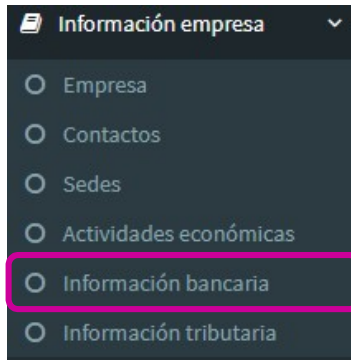 Información empresa
Empresa
Contactos
Sedes
Actividades económicas
Información bancaria
Información tributaria